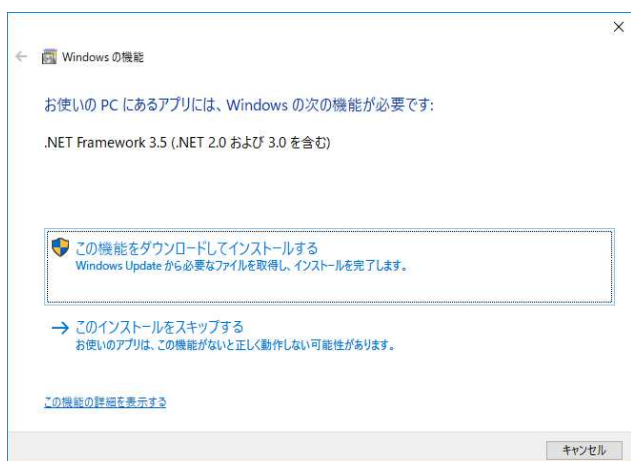 Windows の機能
お使いの PC にあるアプリには、Windows の次の機能が必要です:
.NET Framework 3.5 (.NET 2.0 および 3.0 を含む)
この機能をダウンロードしてインストールする
Windows Update から必要なファイルを取得し、インストールを完了します。
このインストールをスキップする
お使いのアプリは、この機能がないと正しく動作しない可能性があります。
この機能の詳細を表示する
キャンセル